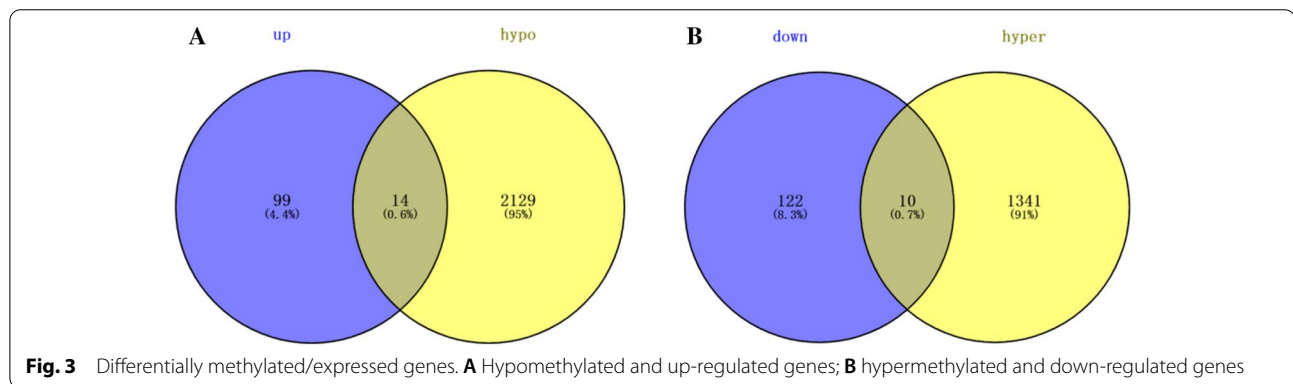 A up hypo
99 (4.4%) 14 (0.6%) 2129 (95%)
B down hyper
122 (8.3%) 10 (0.7%) 1341 (91%)
Fig. 3 Differentially methylated/expressed genes. A Hypomethylated and up-regulated genes; B hypermethylated and down-regulated genes